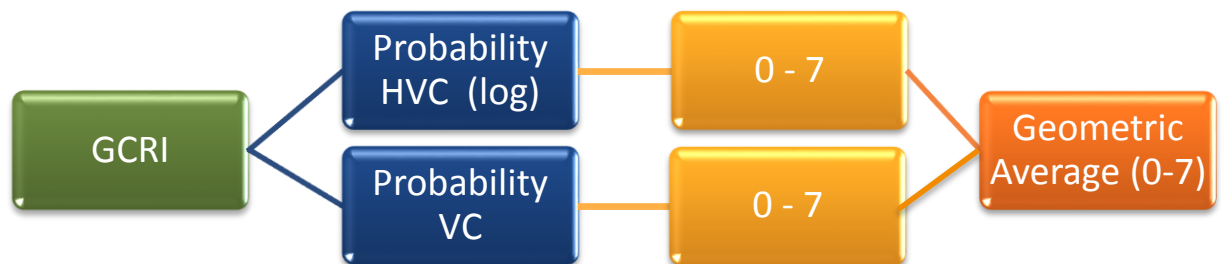 GCRI
Probability
HVC (log)
0 - 7
Probability
VC
0 - 7
Geometric
Average (0-7)